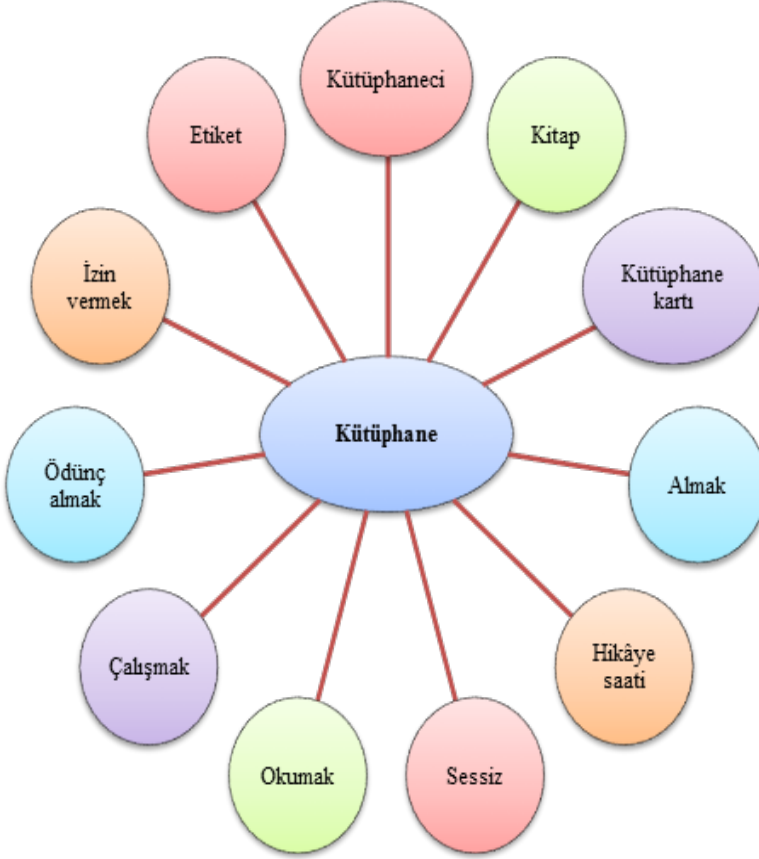 Kütüphaneci
Etiket
Kitap
İzin
vermek
Kütüphane
kartı
Kütüphane
Ödünç
almak
Almak
Çalışmak
Hikâye
saati
Okumak
Sessiz